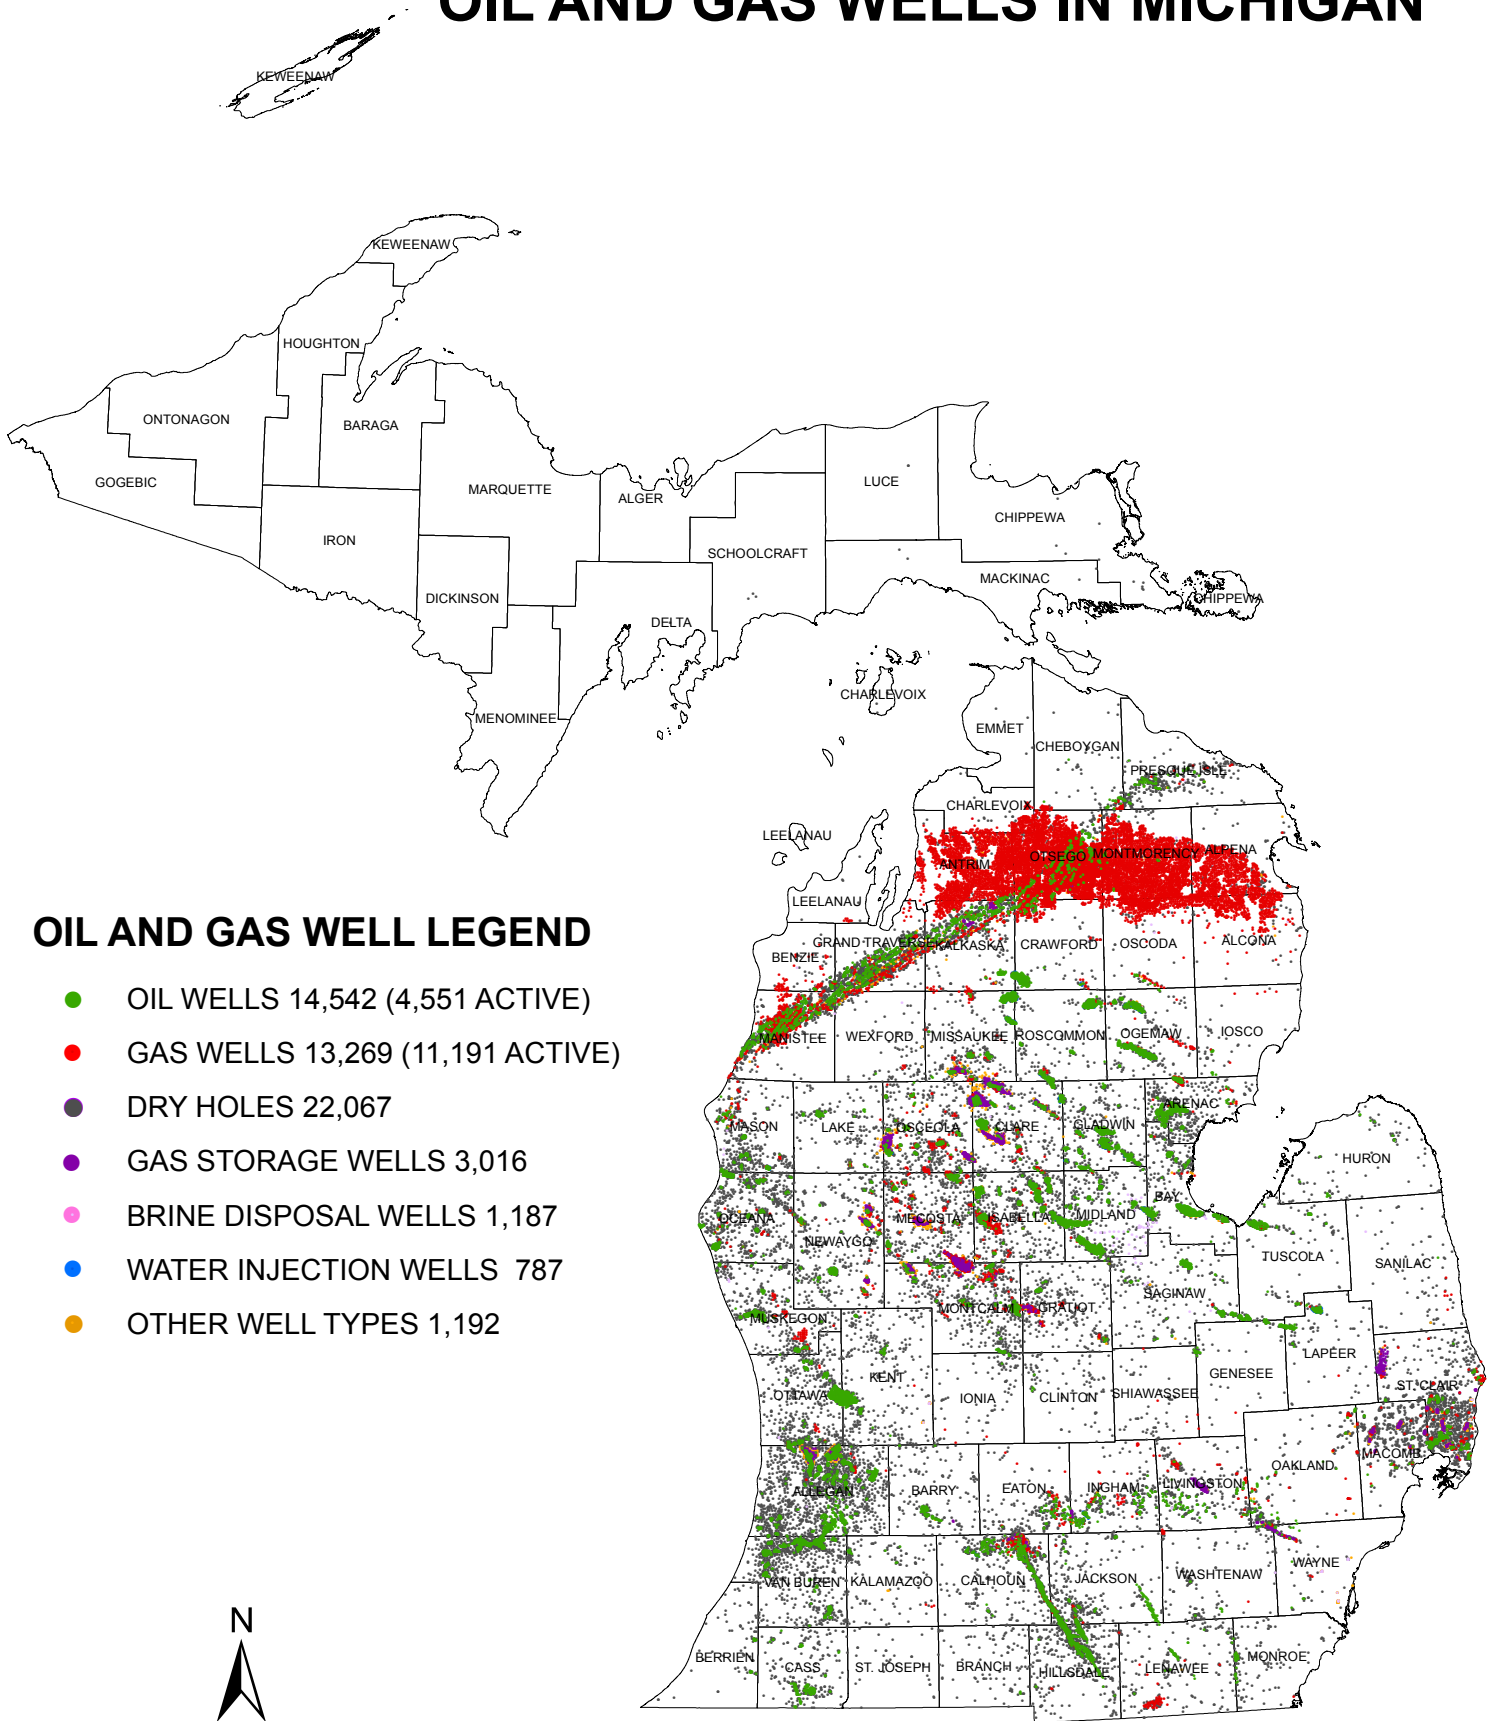 OIL AND GAS WELLS IN MICHIGAN
KEWEENAW
KEWEENAW
HOUGHTON
ONTONAGON
BARAGA
GOGEBIC
MARQUETTE
ALGER
LUCE
CHIPPEWA
IRON
SCHOOLCRAFT
MACKINAC
DICKINSON
CHIPPEWA
DELTA
CHARLEVOIX
MENOMINEE
EMMET
CHEBOYGAN
PRESQUE ISLE
CHARLEVOIX
LEELANAU
ANTRIM
OTSEGO
MONTMORENCY
ALPENA
LEELANAU
OIL AND GAS WELL LEGEND
OIL WELLS 14,542 (4,551 ACTIVE)
GAS WELLS 13,269 (11,191 ACTIVE)
DRY HOLES 22,067
GAS STORAGE WELLS 3,016
BRINE DISPOSAL WELLS 1,187
WATER INJECTION WELLS 787
OTHER WELL TYPES 1,192
BENZIE
GRAND TRAVERSE
KALKASKA
CRAWFORD
OSCODA
ALCONA
MANISTEE
WEXFORD
MISSAUKEE
ROSCOMMON
OGEMAW
IOSCO
MASON
LAKE
OSCEOLA
CLARE
GLADWIN
ARENAC
HURON
OCEANA
NEWAYGO
MECOSTA
ISABELLA
MIDLAND
BAY
TUSCOLA
SANILAC
MUSKEGON
MONTCALM
GRATIOT
SAGINAW
OTTAWA
KENT
IONIA
CLINTON
SHIAWASSEE
GENESEE
LAPEER
ST. CLAIR
ALLEGAN
BARRY
EATON
INGHAM
LIVINGSTON
OAKLAND
MACOMB
VAN BUREN
KALAMAZOO
CALHOUN
JACKSON
WASHTENAW
WAYNE
BERRIEN
CASS
ST. JOSEPH
BRANCH
HILLSDALE
LENAWEE
MONROE
N